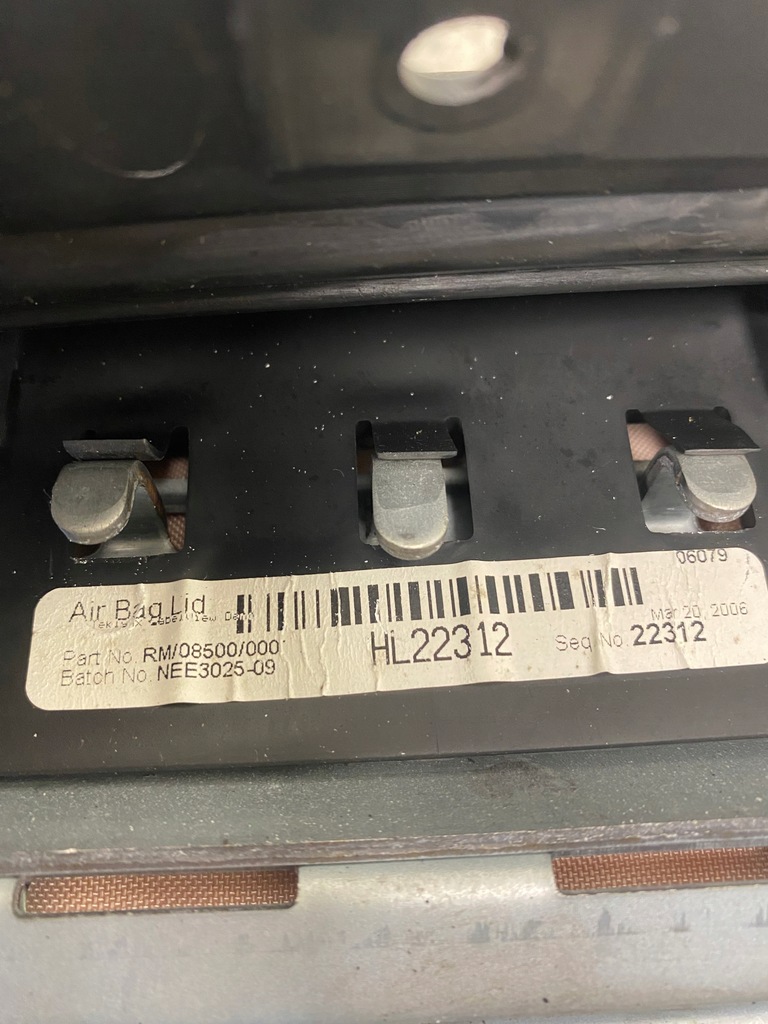 06079
Air Bag Lid
Mar 20, 2006
Part No. RM/08500/000
HL22312
Seq No. 22312
Batch No. NEE3025-09